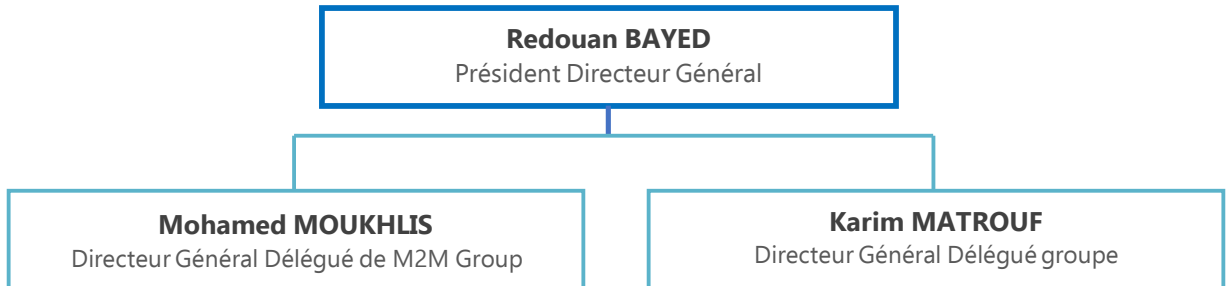 Redouan BAYED
Président Directeur Général
Mohamed MOUKHLIS
Directeur Général Délégué de M2M Group
Karim MATROUF
Directeur Général Délégué groupe